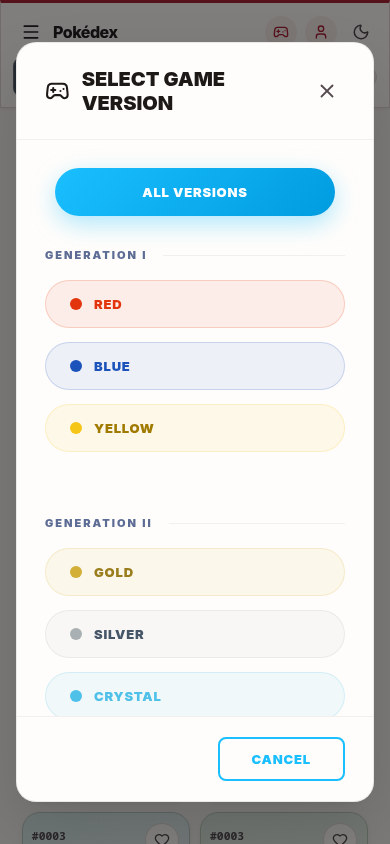 Pokédex
SELECT GAME
VERSION
ALL VERSIONS
GENERATION I
RED
BLUE
YELLOW
GENERATION II
GOLD
SILVER
CRYSTAL
CANCEL
#0003
#0003